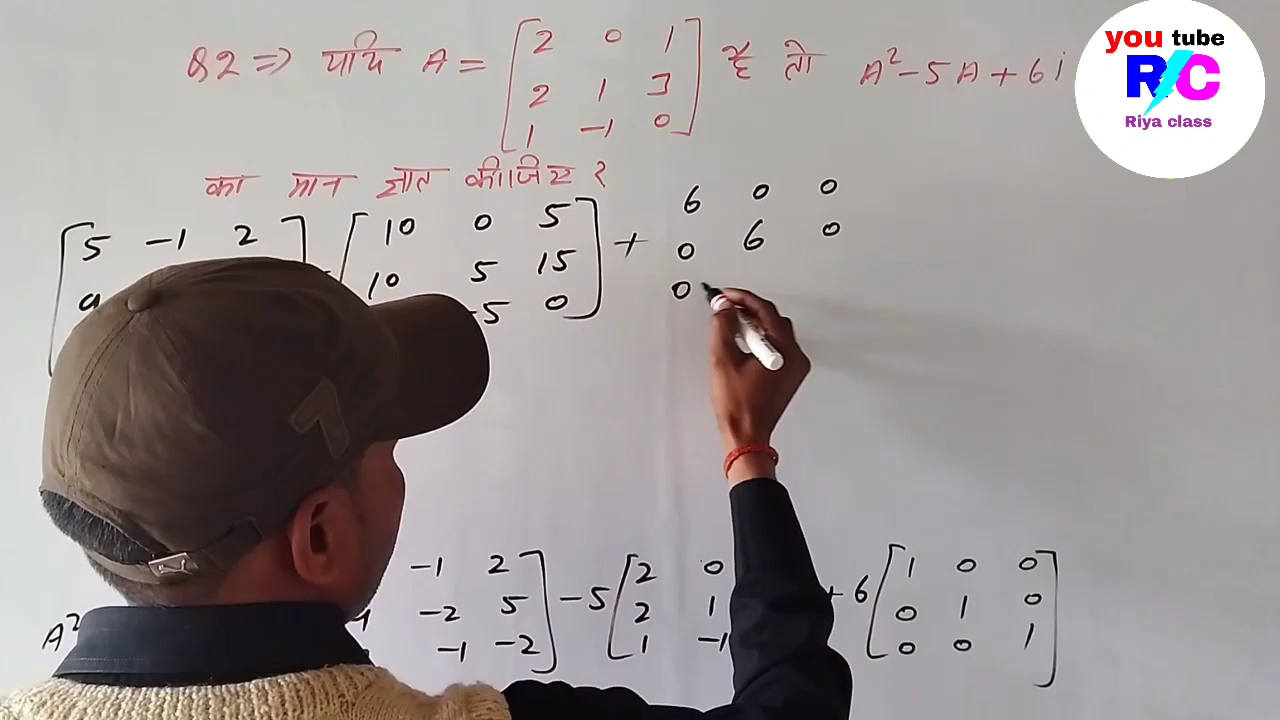 Q2 => यदि A = [ 2 0 1 है तो A² - 5A + 6i
2 1 3
1 -1 0 ]
का मान ज्ञात कीजिए ?
[ 5 -1 2 ] [ 10 0 5 ] + 6 0 0
10 5 15 0 6 0
-5 0 0
A² -1 2 ] - 5 [ 2 0 + 6 [ 1 0 0 ]
-2 5 2 1 0 1 0
-1 -2 1 -1 0 0 1
you tube
RC
Riya class